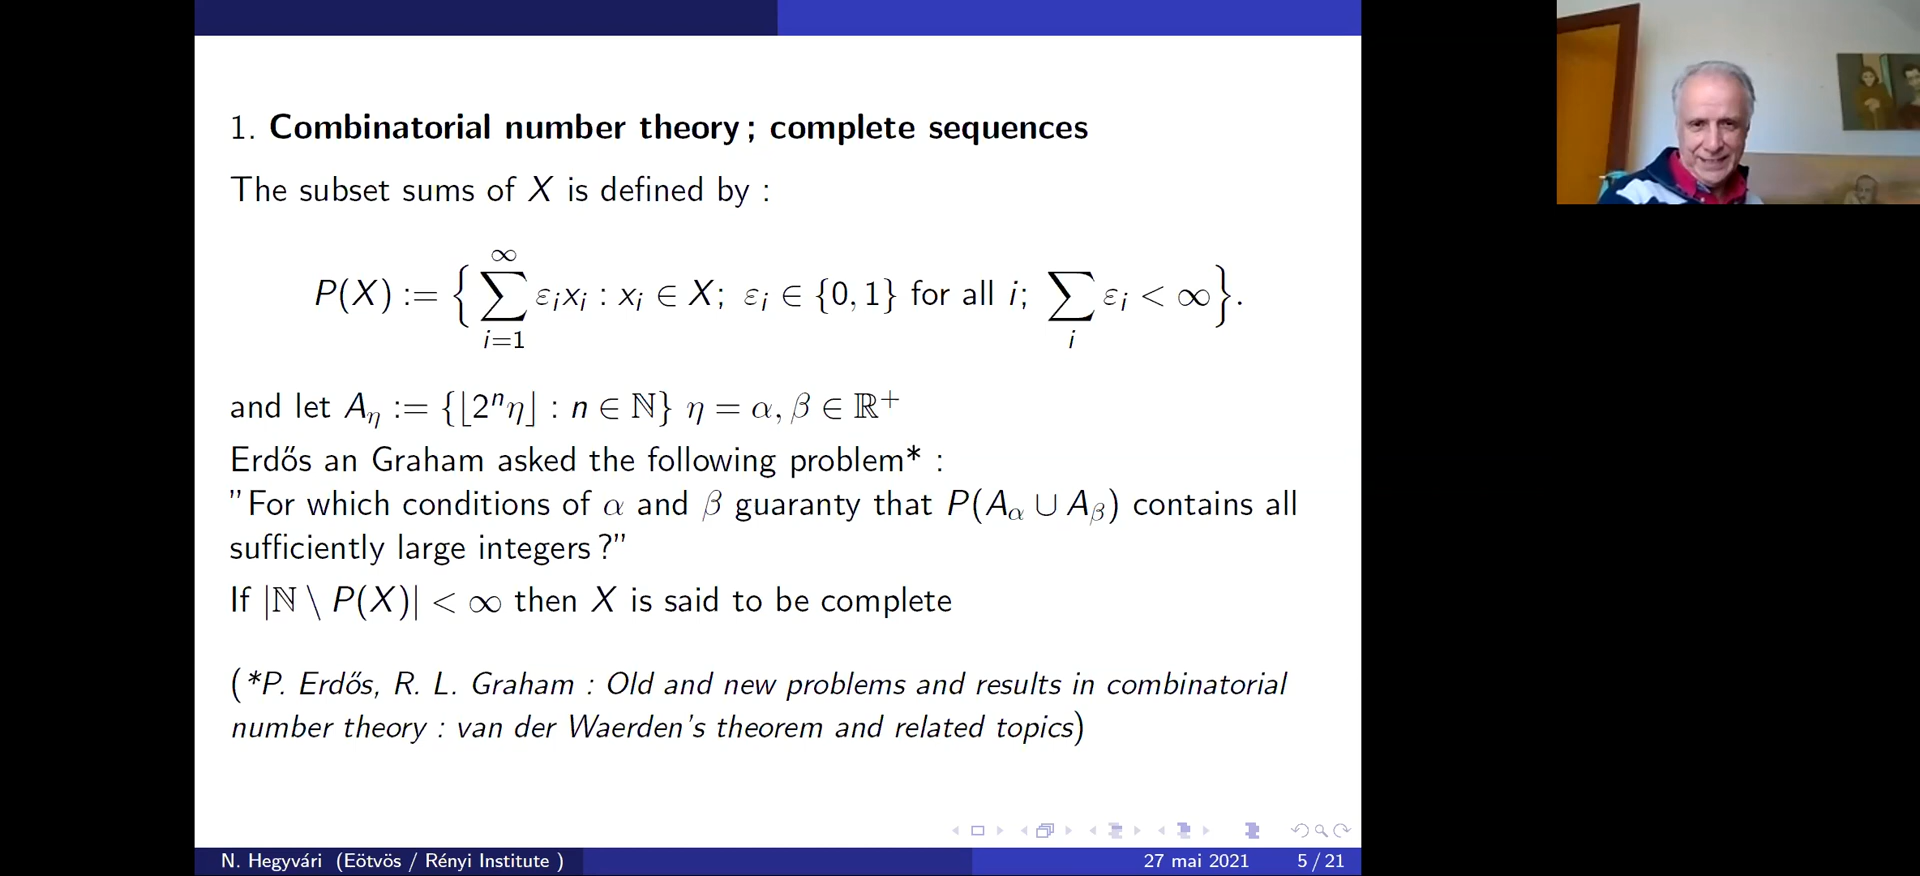 1. Combinatorial number theory ; complete sequences
The subset sums of X is defined by :
P(X) := { ∑_{i=1}^{∞} ε_i x_i : x_i ∈ X; ε_i ∈ {0, 1} for all i; ∑_i ε_i < ∞ }.
and let A_η := {⌊2^n η⌋ : n ∈ ℕ} η = α, β ∈ ℝ^+
Erdős an Graham asked the following problem* :
"For which conditions of α and β guaranty that P(A_α ∪ A_β) contains all
sufficiently large integers ?"
If |ℕ \ P(X)| < ∞ then X is said to be complete
(*P. Erdős, R. L. Graham : Old and new problems and results in combinatorial
number theory : van der Waerden's theorem and related topics)
N. Hegyvári (Eötvös / Rényi Institute ) 27 mai 2021 5 / 21